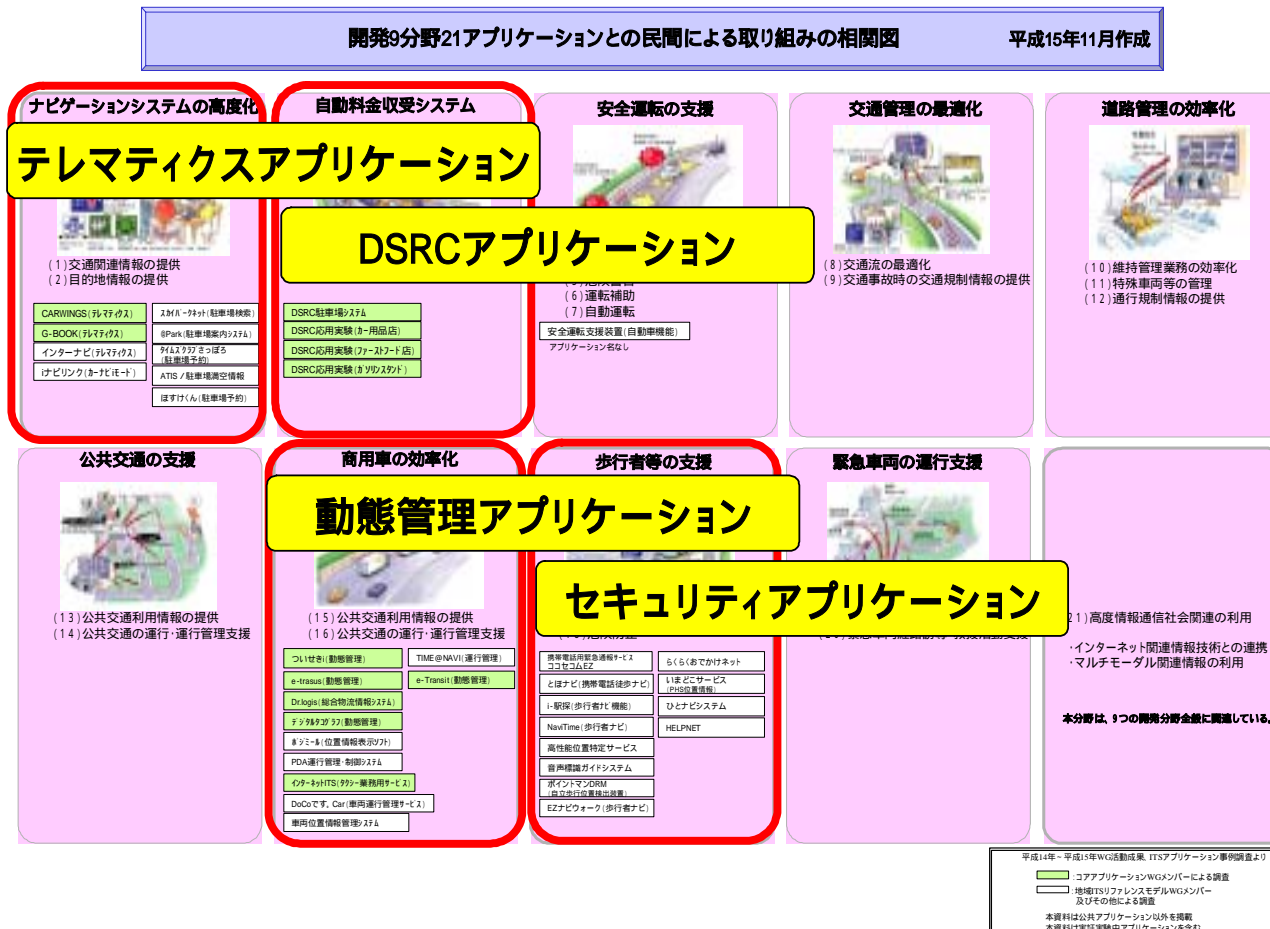 開発9分野21アプリケーションとの民間による取り組みの相関図
平成15年11月作成
ナビゲーションシステムの高度化
自動料金収受システム
安全運転の支援
交通管理の最適化
道路管理の効率化
テレマティクスアプリケーション
DSRCアプリケーション
(1)交通関連情報の提供
(2)目的地情報の提供
CARWINGS(テレマティクス)
G-BOOK(テレマティクス)
インターナビ(テレマティクス)
iナビリンク(カーナビiモード)
スカイパークネット(駐車場検索)
@Park(駐車場案内システム)
タイムズクラブさっぽろ
(駐車場予約)
ATIS/駐車場満空情報
ほすけくん(駐車場予約)
DSRC駐車場システム
DSRC応用実験(カー用品店)
DSRC応用実験(ファーストフード店)
DSRC応用実験(ガソリンスタンド)
(6)運転補助
(7)自動運転
安全運転支援装置(自動車機能)
アプリケーション名なし
(8)交通流の最適化
(9)交通事故時の交通規制情報の提供
(10)維持管理業務の効率化
(11)特殊車両等の管理
(12)通行規制情報の提供
公共交通の支援
商用車の効率化
歩行者等の支援
緊急車両の運行支援
動態管理アプリケーション
セキュリティアプリケーション
(13)公共交通利用情報の提供
(14)公共交通の運行・運行管理支援
(15)公共交通利用情報の提供
(16)公共交通の運行・運行管理支援
ついせきi(動態管理)
e-trasus(動態管理)
Dr.logis(総合物流情報システム)
デジタルタコグラフ(動態管理)
ポジミール(位置情報表示ソフト)
PDA運行管理・制御システム
インターネットITS(タクシー業務用サービス)
DoCoです, Car(車両運行管理サービス)
車両位置情報管理システム
TIME@NAVI(運行管理)
e-Transit(動態管理)
携帯電話用緊急通報サービス
ココセコムEZ
とほナビ(携帯電話徒歩ナビ)
i-駅探(歩行者ナビ機能)
NaviTime(歩行者ナビ)
高性能位置特定サービス
音声標識ガイドシステム
ポイントマンDRM
(自立歩行位置検出装置)
EZナビウォーク(歩行者ナビ)
らくらくおでかけネット
いまどこサービス
(PHS位置情報)
ひとナビシステム
HELPNET
21)高度情報通信社会関連の利用
・インターネット関連情報技術との連携
・マルチモーダル関連情報の利用
本分野は、9つの開発分野全般に関連している。
平成14年~平成15年WG活動成果、ITSアプリケーション事例調査より
:コアアプリケーションWGメンバーによる調査
:地域ITSリファレンスモデルWGメンバー
及びその他による調査
本資料は公共アプリケーション以外を掲載
本資料は実証実験中アプリケーションを含む